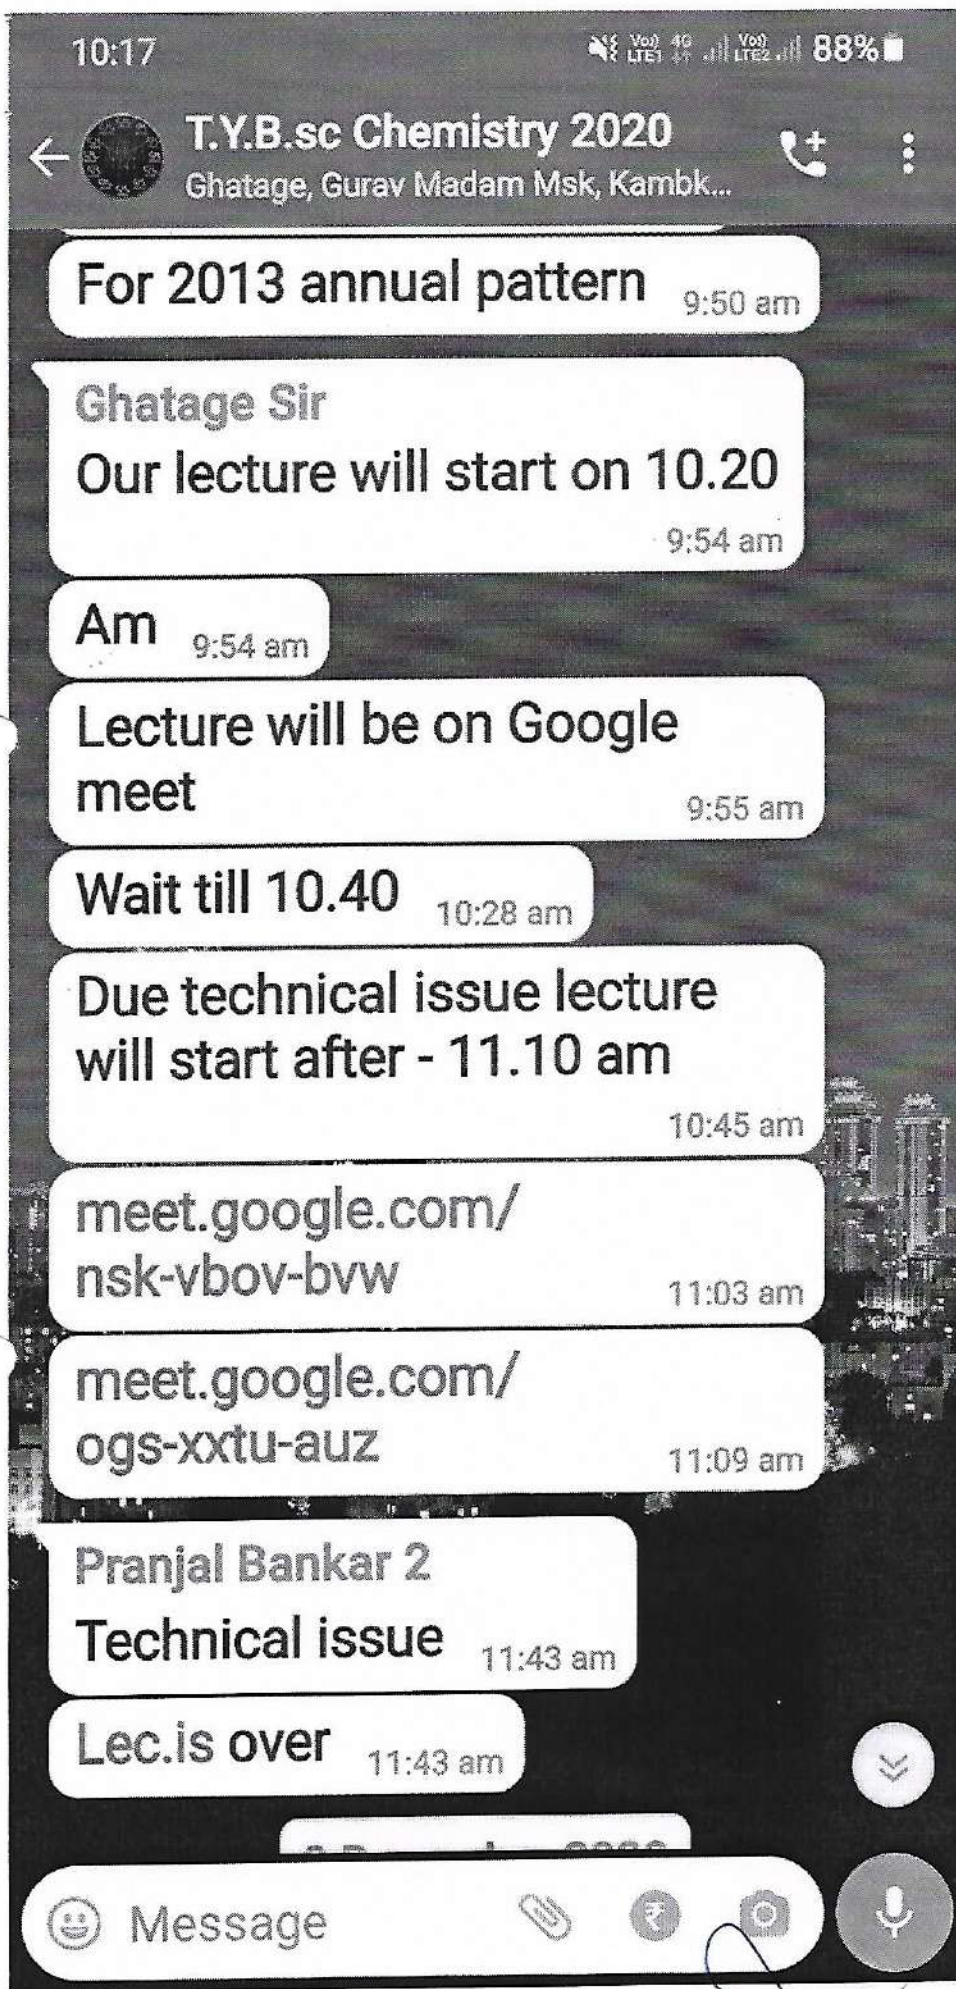 10:17
Vo)) LTE1 4G Vo)) LTE2 88%
T.Y.B.sc Chemistry 2020
Ghatage, Gurav Madam Msk, Kambk...
For 2013 annual pattern 9:50 am
Ghatage Sir
Our lecture will start on 10.20
9:54 am
Am 9:54 am
Lecture will be on Google
meet 9:55 am
Wait till 10.40 10:28 am
Due technical issue lecture
will start after - 11.10 am
10:45 am
meet.google.com/
nsk-vbov-bvw 11:03 am
meet.google.com/
ogs-xxtu-auz 11:09 am
Pranjal Bankar 2
Technical issue 11:43 am
Lec.is over 11:43 am
Message